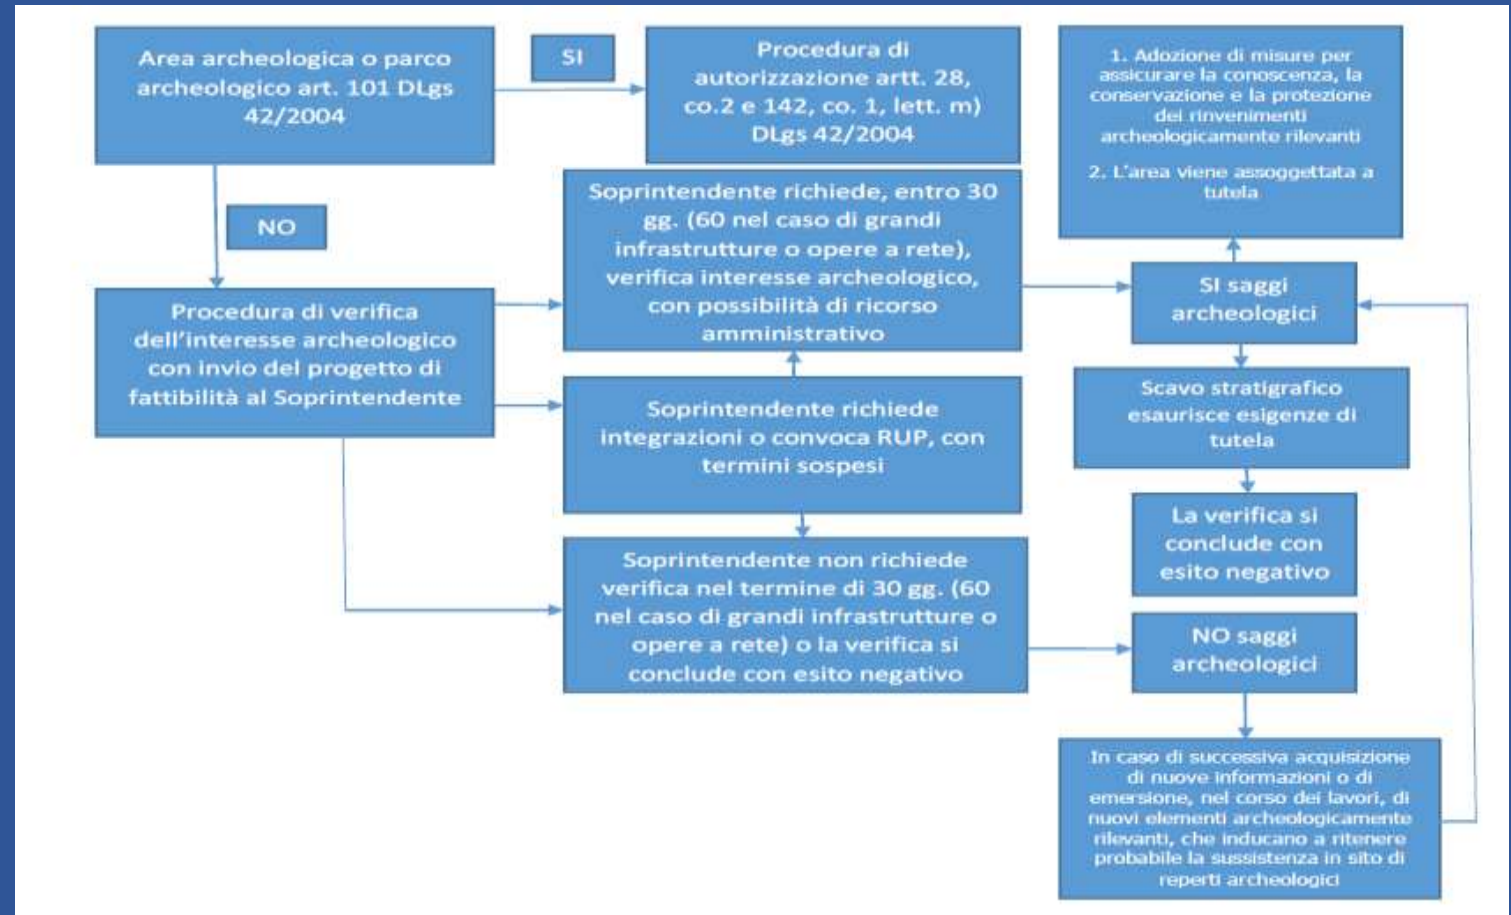 Area archeologica o parco
archeologico art. 101 DLgs
42/2004
SI
Procedura di
autorizzazione artt. 28,
co.2 e 142, co. 1, lett. m)
DLgs 42/2004
1. Adozione di misure per
assicurare la conoscenza, la
conservazione e la protezione
dei rinvenimenti
archeologicamente rilevanti
2. L'area viene assoggettata a
tutela
NO
Soprintendente richiede, entro 30
gg. (60 nel caso di grandi
infrastrutture o opere a rete),
verifica interesse archeologico,
con possibilità di ricorso
amministrativo
SI saggi
archeologici
Procedura di verifica
dell'interesse archeologico
con invio del progetto di
fattibilità al Soprintendente
Soprintendente richiede
integrazioni o convoca RUP, con
termini sospesi
Scavo stratigrafico
esaurisce esigenze di
tutela
La verifica si
conclude con
esito negativo
Soprintendente non richiede
verifica nel termine di 30 gg. (60
nel caso di grandi infrastrutture o
opere a rete) o la verifica si
conclude con esito negativo
NO saggi
archeologici
In caso di successiva acquisizione
di nuove informazioni o di
emersione, nel corso dei lavori, di
nuovi elementi archeologicamente
rilevanti, che inducano a ritenere
probabile la sussistenza in sito di
reperti archeologici